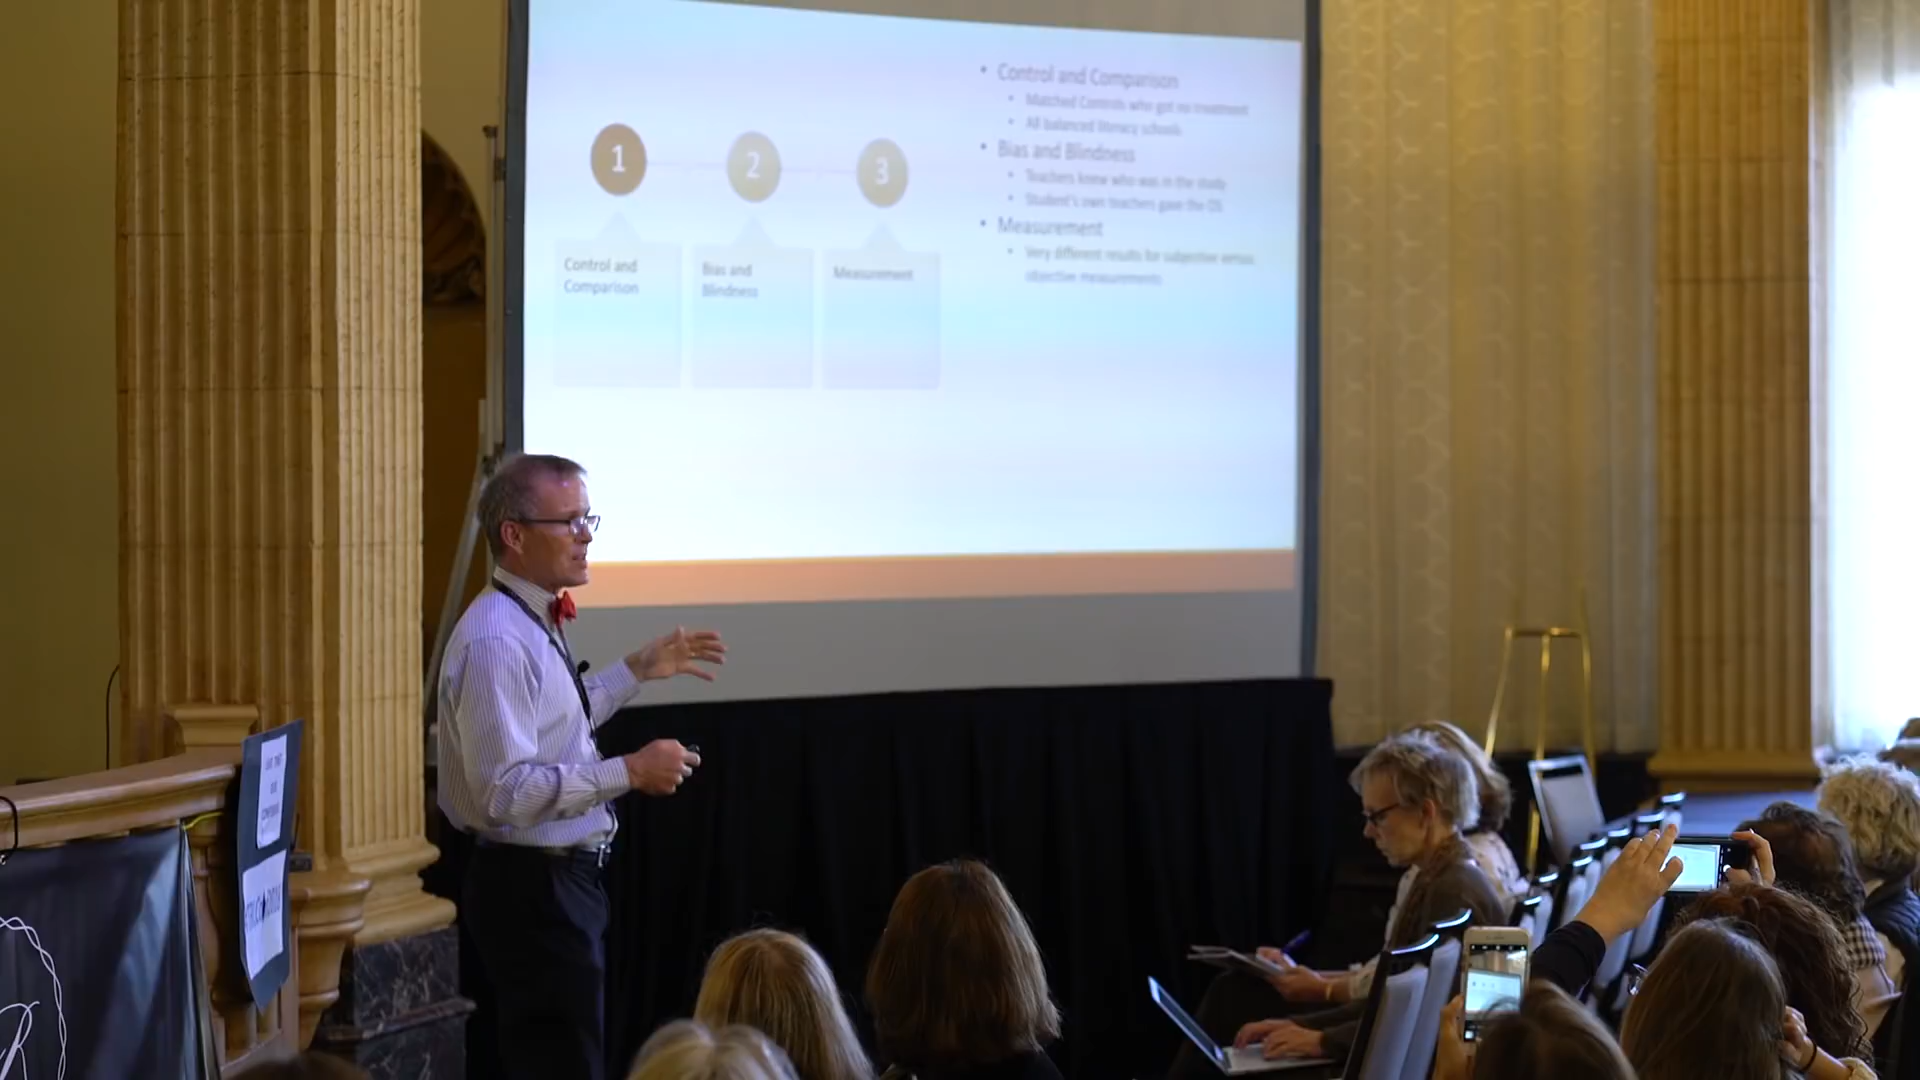 1
2
3
Control and
Comparison
Bias and
Blindness
Measurement
• Control and Comparison
• Matched Controls who got no treatment
• All balanced literacy schools
• Bias and Blindness
• Teachers knew who was in the study
• Student's own teachers gave the OS
• Measurement
• Very different results for subjective versus
objective measurements